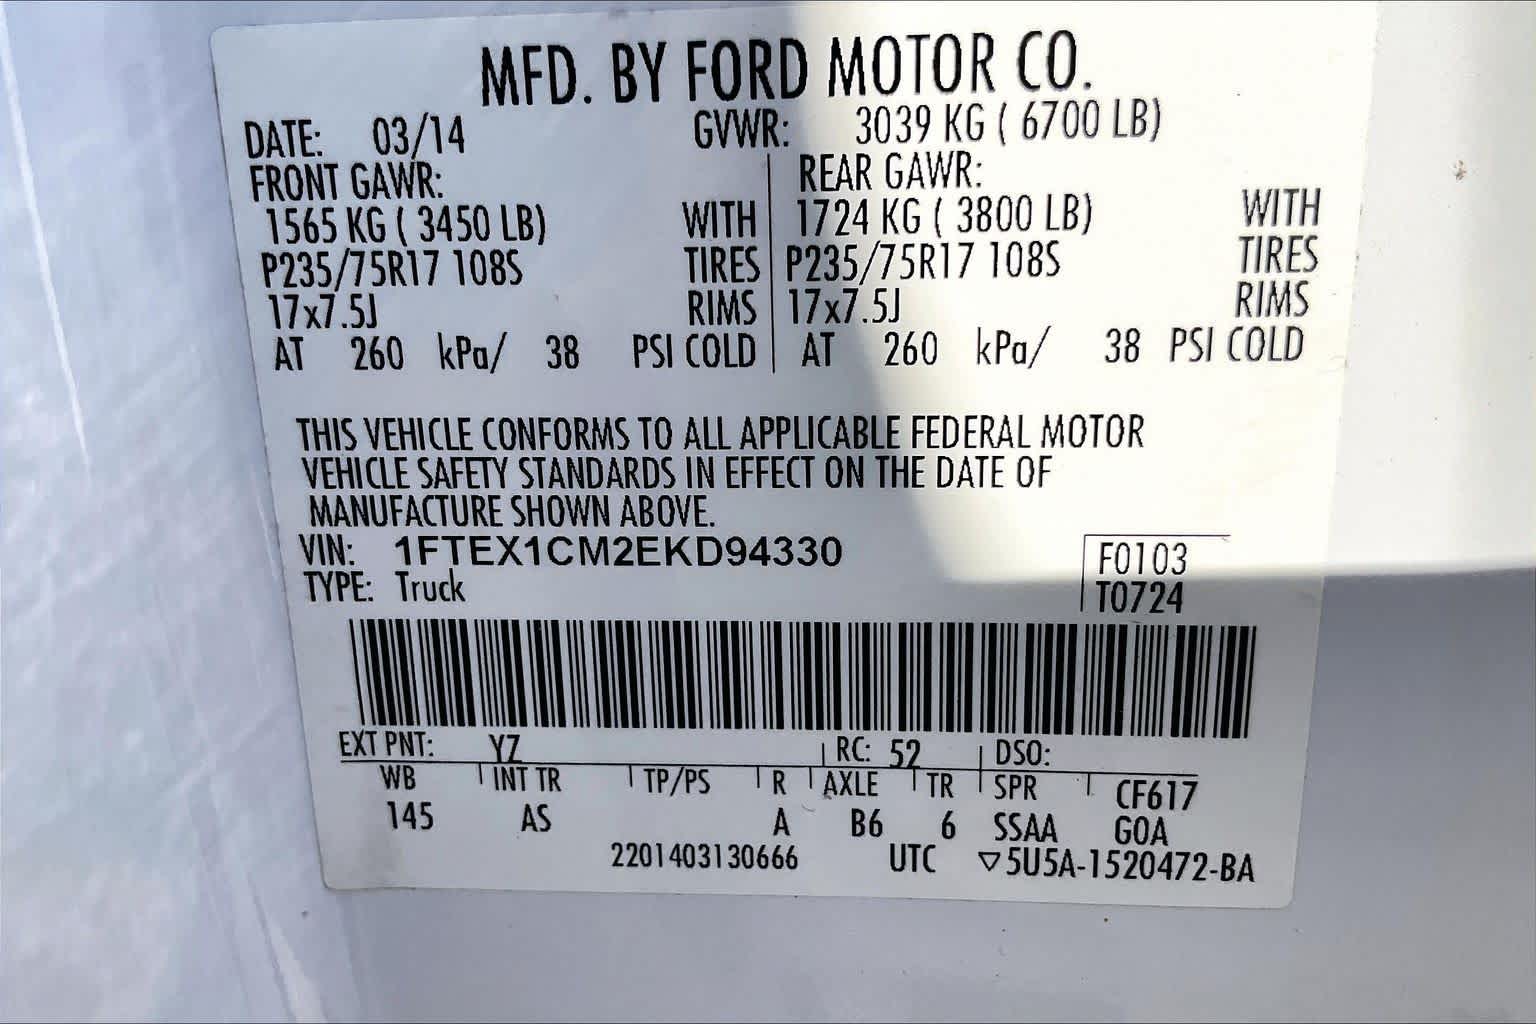 MFD. BY FORD MOTOR CO.
DATE: 03/14 GVWR: 3039 KG ( 6700 LB)
FRONT GAWR: REAR GAWR:
1565 KG ( 3450 LB) WITH 1724 KG ( 3800 LB) WITH
P235/75R17 108S TIRES P235/75R17 108S TIRES
17x7.5J RIMS 17x7.5J RIMS
AT 260 kPa/ 38 PSI COLD AT 260 kPa/ 38 PSI COLD
THIS VEHICLE CONFORMS TO ALL APPLICABLE FEDERAL MOTOR
VEHICLE SAFETY STANDARDS IN EFFECT ON THE DATE OF
MANUFACTURE SHOWN ABOVE.
VIN: 1FTEX1CM2EKD94330 F0103
TYPE: Truck T0724
EXT PNT: YZ RC: 52 DSO:
WB INT TR TP/PS R AXLE TR SPR CF617
145 AS A B6 6 SSAA GOA
2201403130666 UTC ▽5U5A-1520472-BA